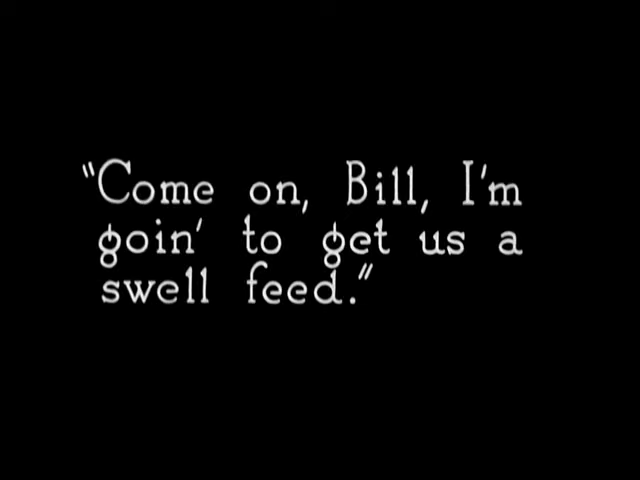 "Come on, Bill, I'm
goin' to get us a
swell feed."